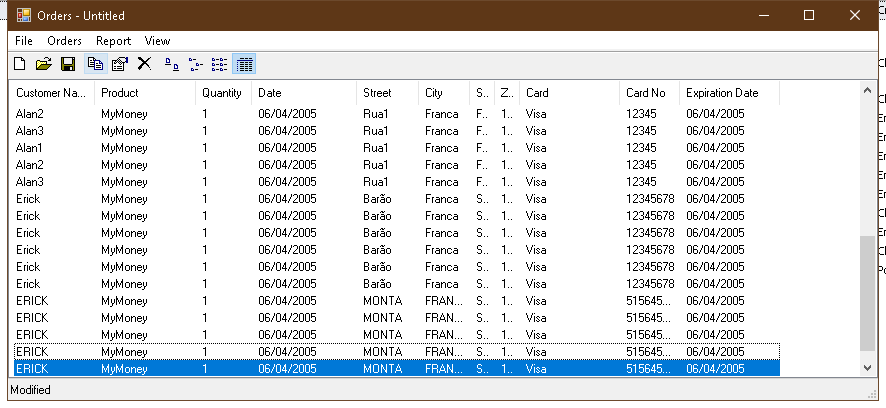 Orders - Untitled
File Orders Report View
Customer Na... Product Quantity Date Street City S.. Z.. Card Card No Expiration Date
Alan2 MyMoney 1 06/04/2005 Rua1 Franca F.. 1.. Visa 12345 06/04/2005
Alan3 MyMoney 1 06/04/2005 Rua1 Franca F.. 1.. Visa 12345 06/04/2005
Alan1 MyMoney 1 06/04/2005 Rua1 Franca F.. 1.. Visa 12345 06/04/2005
Alan2 MyMoney 1 06/04/2005 Rua1 Franca F.. 1.. Visa 12345 06/04/2005
Alan3 MyMoney 1 06/04/2005 Rua1 Franca F.. 1.. Visa 12345 06/04/2005
Erick MyMoney 1 06/04/2005 Barão Franca S.. 1.. Visa 12345678 06/04/2005
Erick MyMoney 1 06/04/2005 Barão Franca S.. 1.. Visa 12345678 06/04/2005
Erick MyMoney 1 06/04/2005 Barão Franca S.. 1.. Visa 12345678 06/04/2005
Erick MyMoney 1 06/04/2005 Barão Franca S.. 1.. Visa 12345678 06/04/2005
Erick MyMoney 1 06/04/2005 Barão Franca S.. 1.. Visa 12345678 06/04/2005
Erick MyMoney 1 06/04/2005 Barão Franca S.. 1.. Visa 12345678 06/04/2005
ERICK MyMoney 1 06/04/2005 MONTA FRAN... S.. 1.. Visa 515645... 06/04/2005
ERICK MyMoney 1 06/04/2005 MONTA FRAN... S.. 1.. Visa 515645... 06/04/2005
ERICK MyMoney 1 06/04/2005 MONTA FRAN... S.. 1.. Visa 515645... 06/04/2005
ERICK MyMoney 1 06/04/2005 MONTA FRAN... S.. 1.. Visa 515645... 06/04/2005
ERICK MyMoney 1 06/04/2005 MONTA FRAN... S.. 1.. Visa 515645... 06/04/2005
Modified